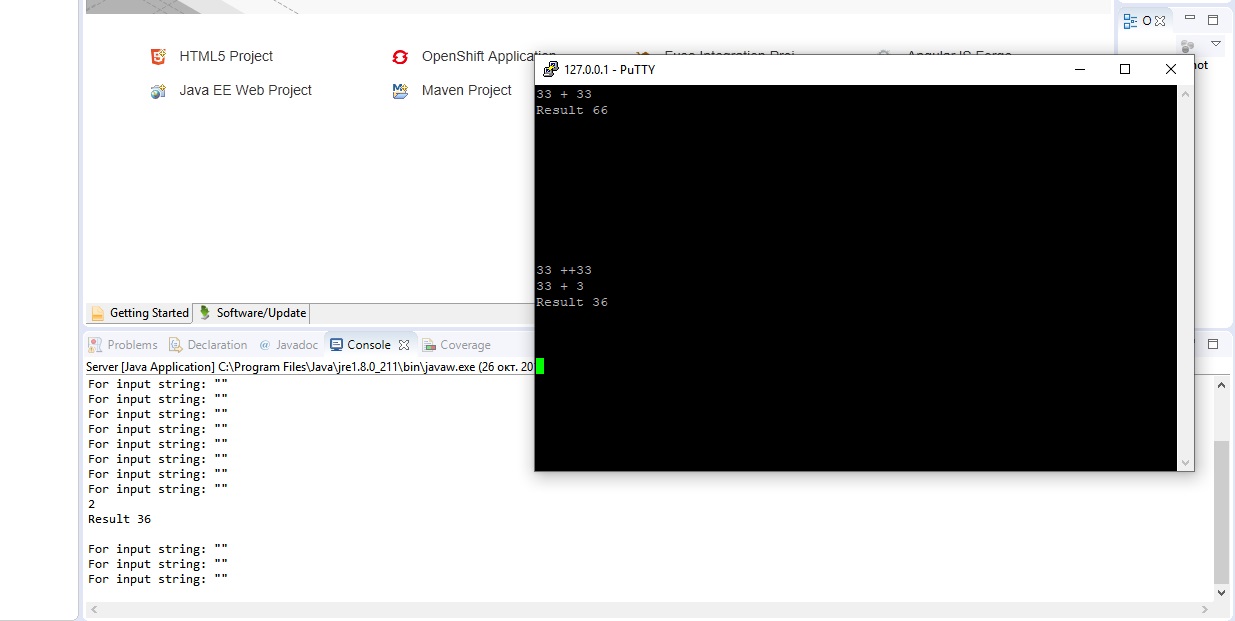 HTML5 Project
OpenShift Application
Java EE Web Project
Maven Project
127.0.0.1 - PuTTY
33 + 33
Result 66
33 ++33
33 + 3
Result 36
Getting Started
Software/Update
Problems
@ Javadoc
Declaration
Console
Coverage
Server [Java Application] C:\Program Files\Java\jre1.8.0_211\bin\javaw.exe (26 окт. 20
For input string: ""
For input string: ""
For input string: ""
For input string: ""
For input string: ""
For input string: ""
For input string: ""
For input string: ""
2
Result 36
For input string: ""
For input string: ""
For input string: ""